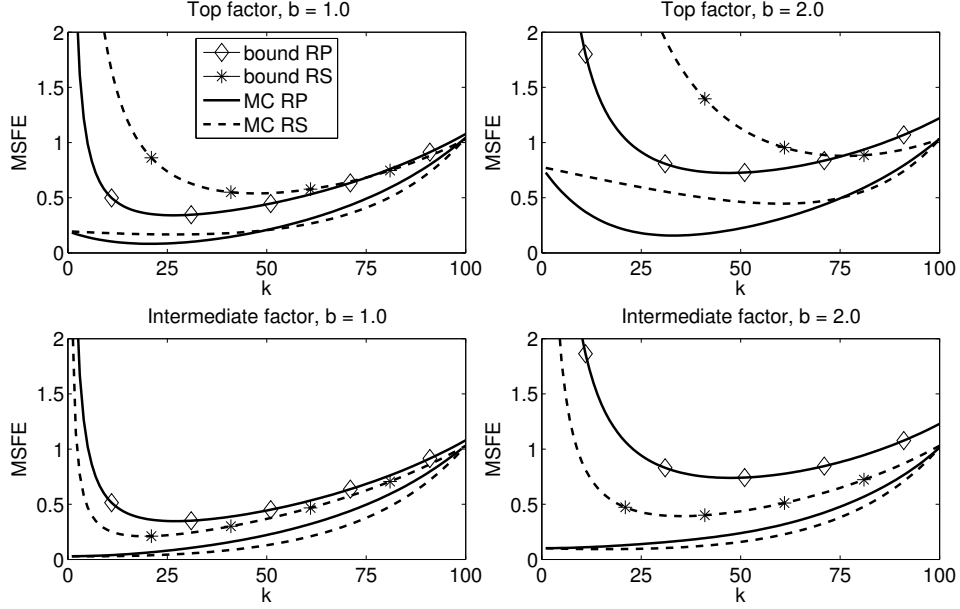 Top factor, b = 1.0
MSFE
2
1.5
1
0.5
0
bound RP
bound RS
MC RP
MC RS
0 25 50 75 100
k
Top factor, b = 2.0
MSFE
2
1.5
1
0.5
0
0 25 50 75 100
k
Intermediate factor, b = 1.0
MSFE
2
1.5
1
0.5
0
0 25 50 75 100
k
Intermediate factor, b = 2.0
MSFE
2
1.5
1
0.5
0
0 25 50 75 100
k